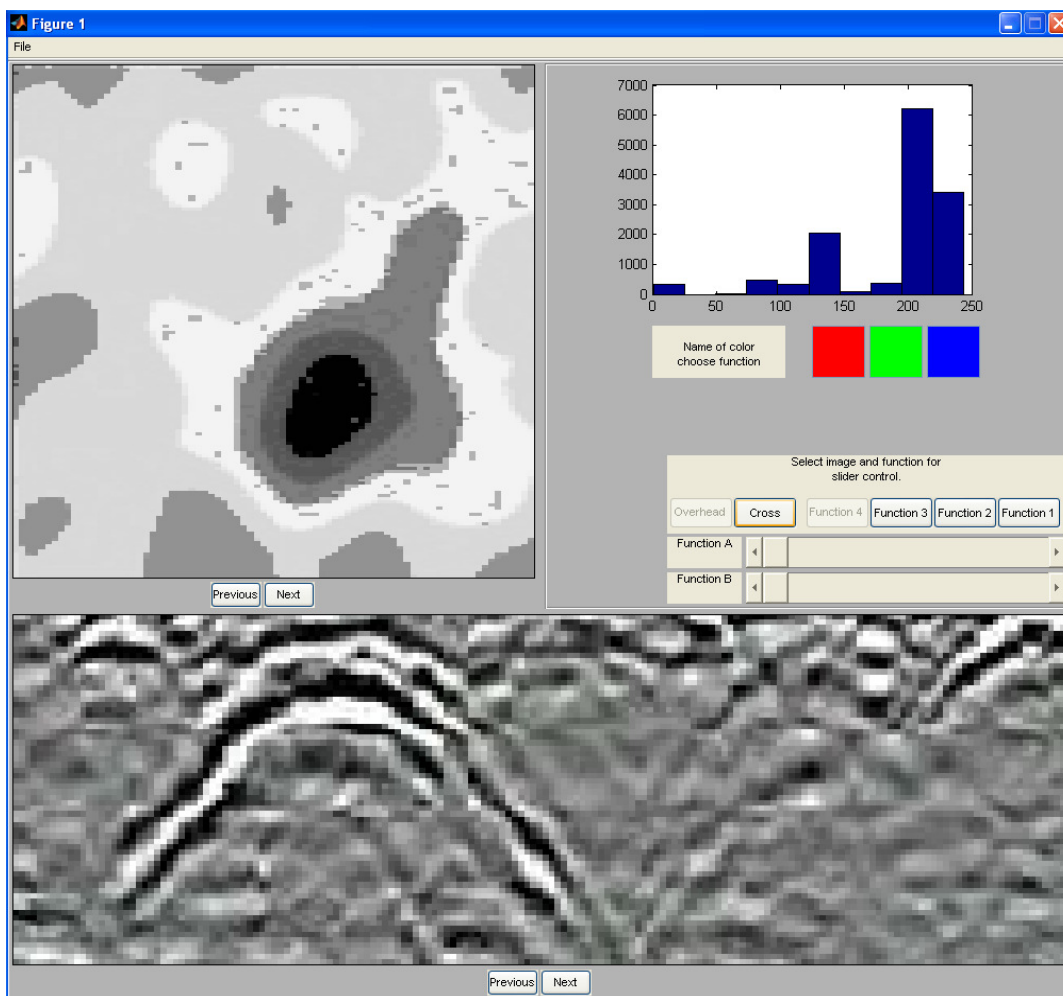 Figure 1
File
7000
6000
5000
4000
3000
2000
1000
0
0 50 100 150 200 250
Name of color
choose function
Select image and function for
slider control.
Overhead Cross Function 4 Function 3 Function 2 Function 1
Function A
Function B
Previous Next
Previous Next